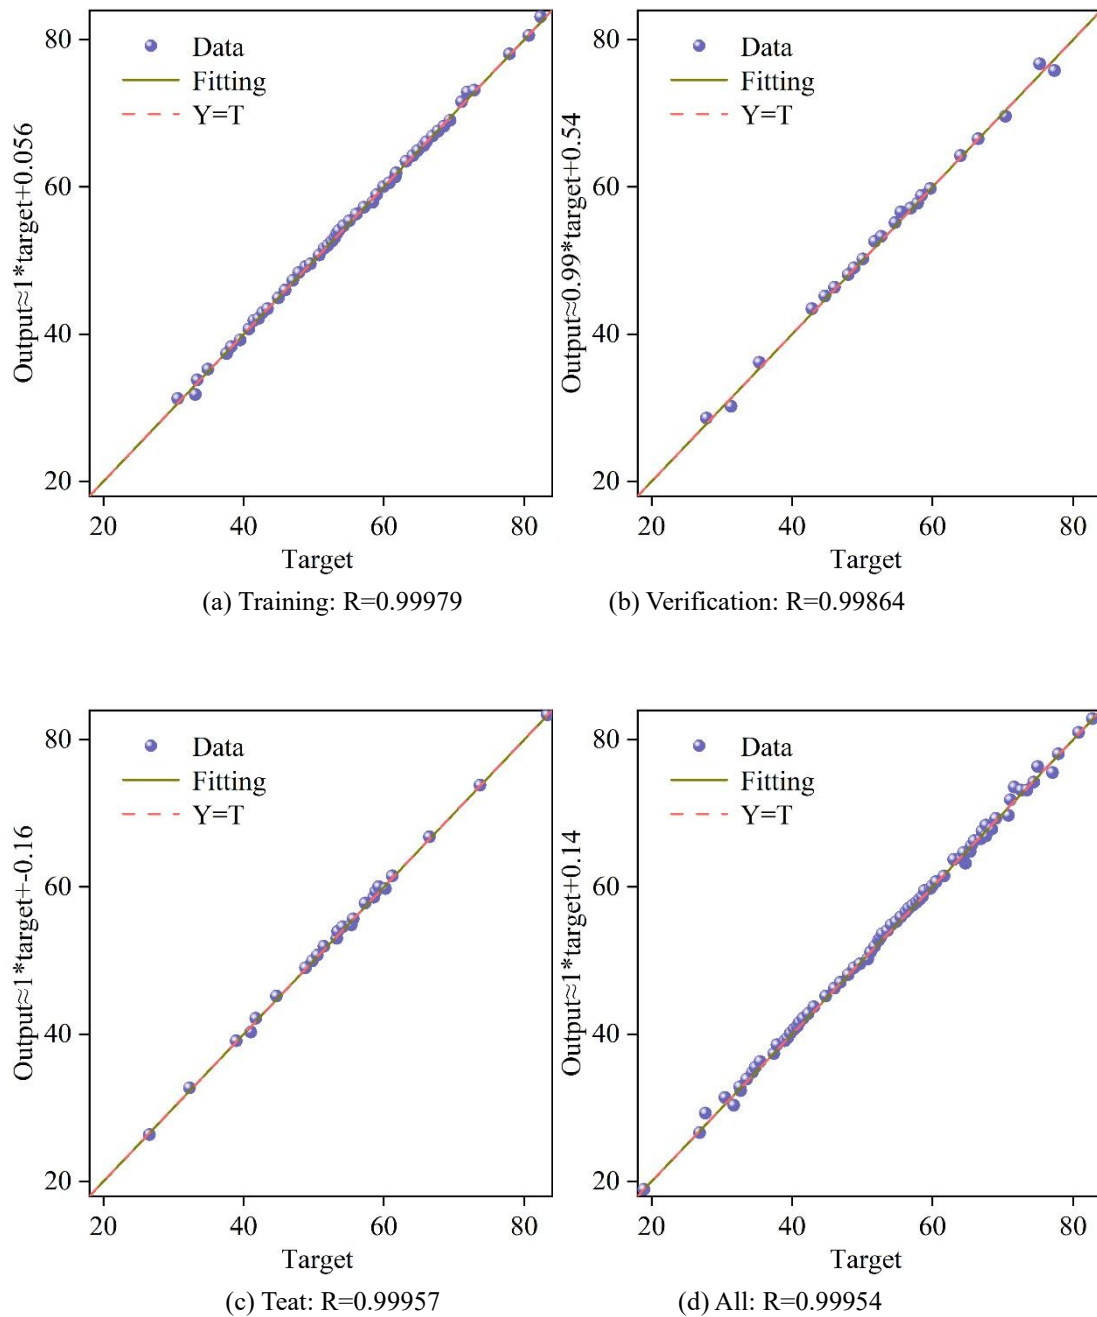 80
60
40
20
Output≈1*target+0.056
Data
Fitting
Y=T
20 40 60 80
Target
(a) Training: R=0.99979
80
60
40
20
Output≈0.99*target+0.54
Data
Fitting
Y=T
20 40 60 80
Target
(b) Verification: R=0.99864
80
60
40
20
Output≈1*target+-0.16
Data
Fitting
Y=T
20 40 60 80
Target
(c) Teat: R=0.99957
80
60
40
20
Output≈1*target+0.14
Data
Fitting
Y=T
20 40 60 80
Target
(d) All: R=0.99954